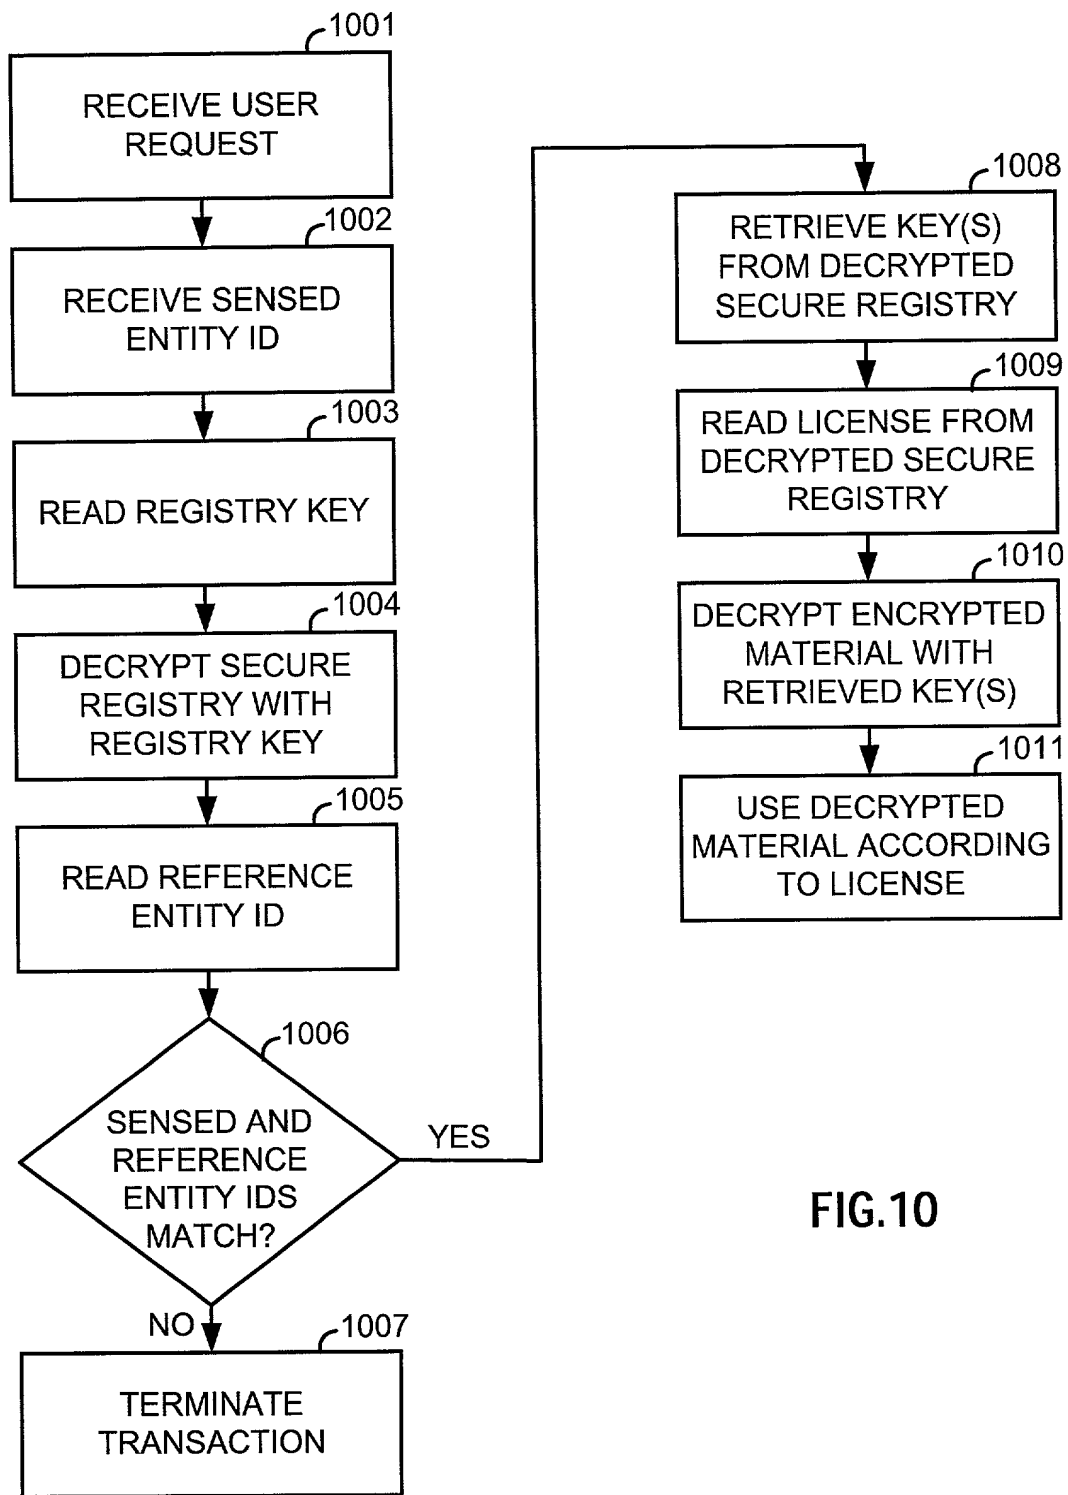 1001
RECEIVE USER
REQUEST
1002
RECEIVE SENSED
ENTITY ID
1003
READ REGISTRY KEY
1004
DECRYPT SECURE
REGISTRY WITH
REGISTRY KEY
1005
READ REFERENCE
ENTITY ID
1006
SENSED AND
REFERENCE
ENTITY IDS
MATCH?
YES
NO
1007
TERMINATE
TRANSACTION
1008
RETRIEVE KEY(S)
FROM DECRYPTED
SECURE REGISTRY
1009
READ LICENSE FROM
DECRYPTED SECURE
REGISTRY
1010
DECRYPT ENCRYPTED
MATERIAL WITH
RETRIEVED KEY(S)
1011
USE DECRYPTED
MATERIAL ACCORDING
TO LICENSE
FIG.10